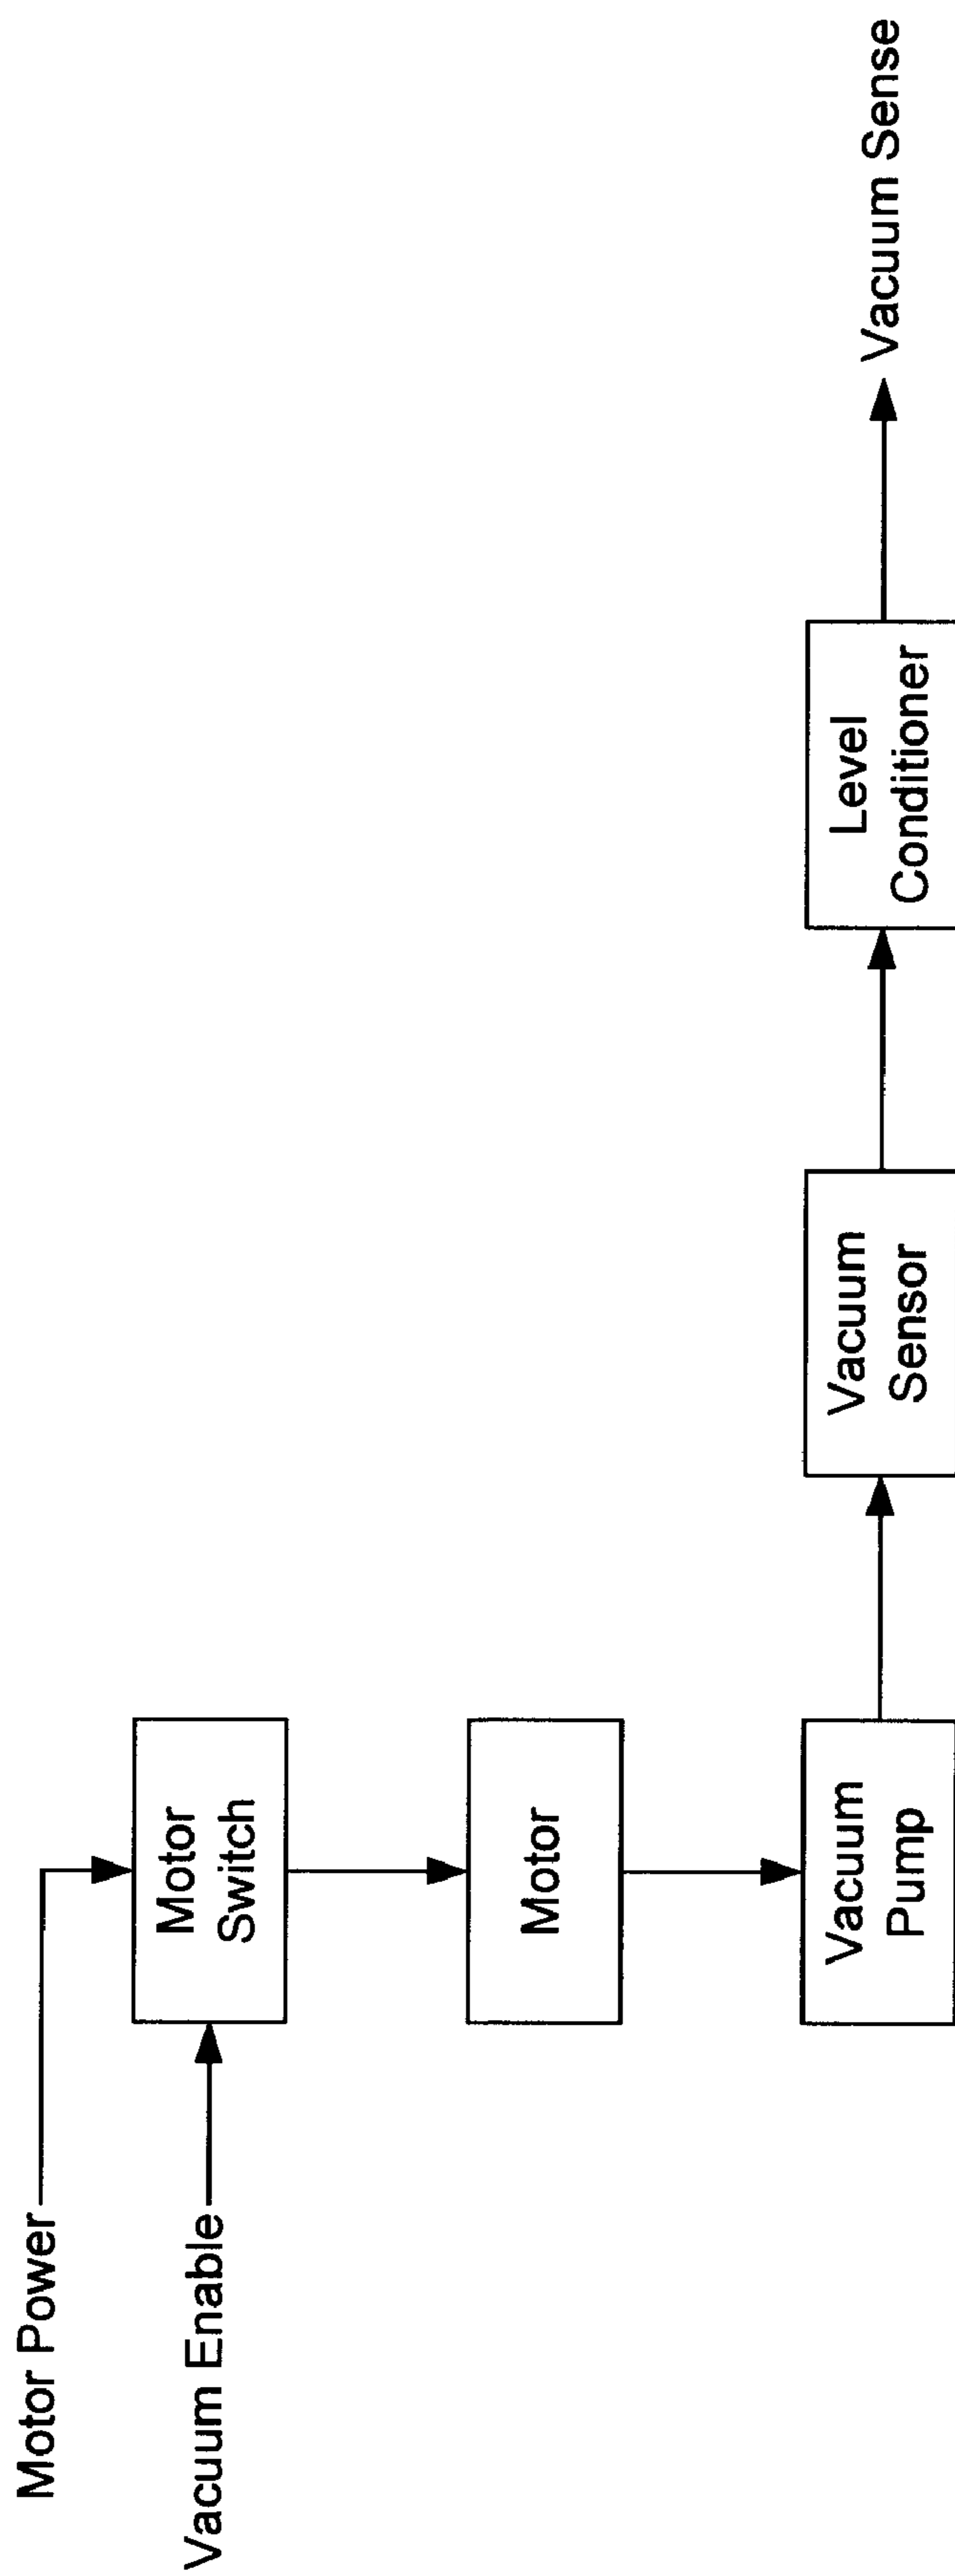 Motor Power
Vacuum Enable
Motor
Switch
Motor
Vacuum
Pump
Vacuum
Sensor
Level
Conditioner
Vacuum Sense